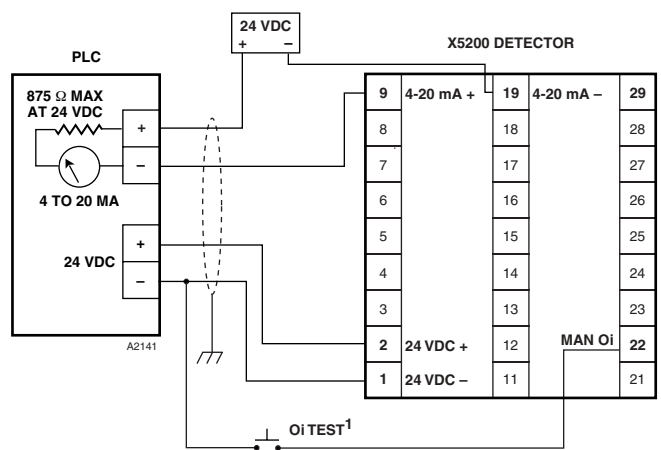 24 VDC
+ −
PLC
X5200 DETECTOR
875 Ω MAX
AT 24 VDC
+
−
4 TO 20 MA
24 VDC
+
−
A2141
9 4-20 mA + 19 4-20 mA – 29
8 18 28
7 17 27
6 16 26
5 15 25
4 14 24
3 13 23
2 24 VDC + 12 MAN Oi 22
1 24 VDC – 11 21
Oi TEST1